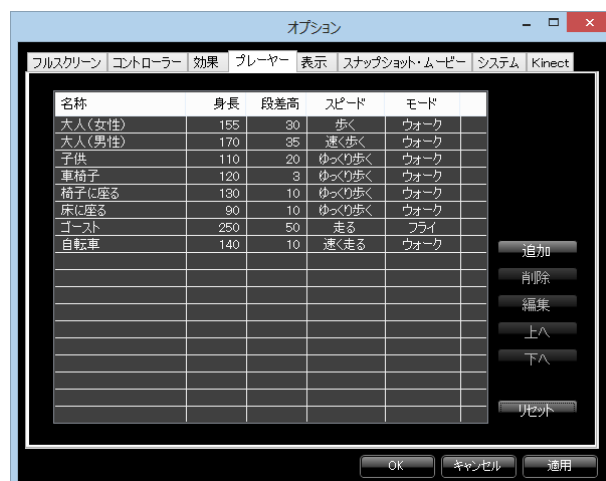 オプション
フルスクリーン コントローラー 効果 プレーヤー 表示 スナップショット・ムービー システム Kinect
名称 身長 段差高 スピード モード
大人(女性) 155 30 歩く ウォーク
大人(男性) 170 35 速く歩く ウォーク
子供 110 20 ゆっくり歩く ウォーク
車椅子 120 3 ゆっくり歩く ウォーク
椅子に座る 130 10 ゆっくり歩く ウォーク
床に座る 90 10 ゆっくり歩く ウォーク
ゴースト 250 50 走る フライ
自転車 140 10 速く走る ウォーク
追加
削除
編集
上へ
下へ
リセット
OK キャンセル 適用